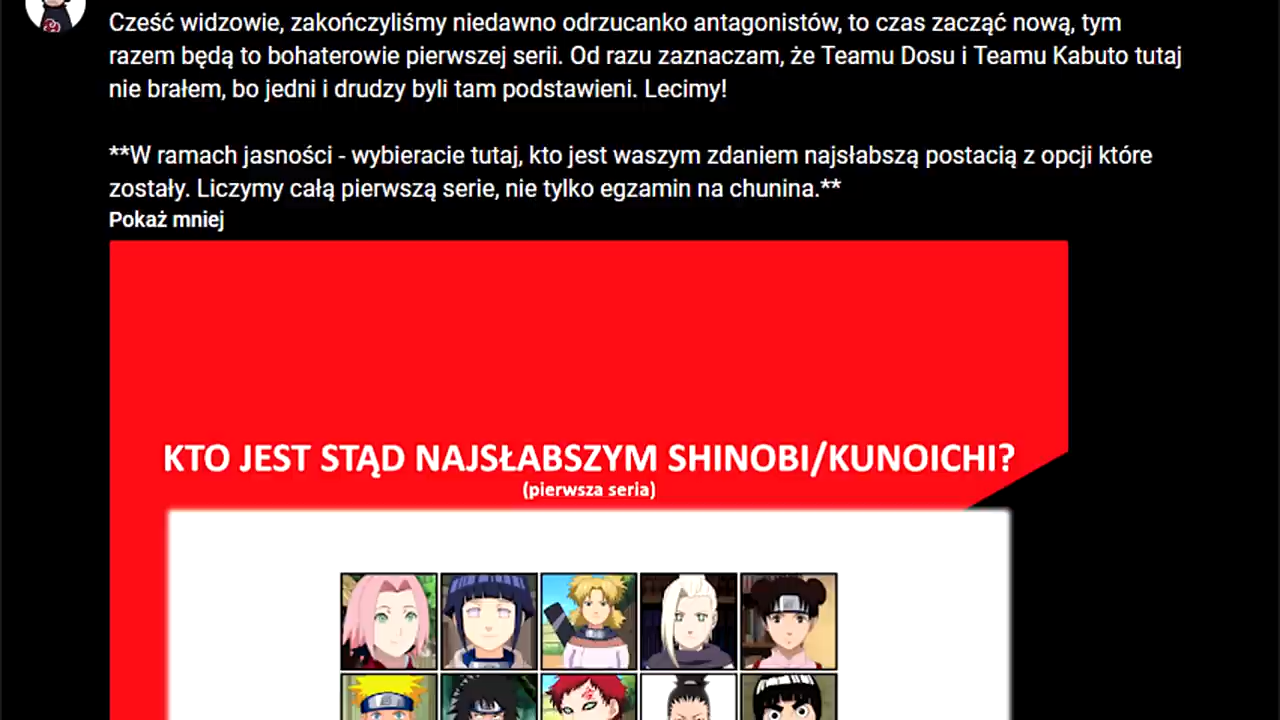 Cześć widzowie, zakończyliśmy niedawno odrzucanko antagonistów, to czas zacząć nową, tym
razem będą to bohaterowie pierwszej serii. Od razu zaznaczam, że Teamu Dosu i Teamu Kabuto tutaj
nie brałem, bo jedni i drudzy byli tam podstawieni. Lecimy!
**W ramach jasności - wybieracie tutaj, kto jest waszym zdaniem najsłabszą postacią z opcji które
zostały. Liczymy całą pierwszą serie, nie tylko egzamin na chunina.**
Pokaż mniej
KTO JEST STĄD NAJSŁABSZYM SHINOBI/KUNOICHI?
(pierwsza seria)